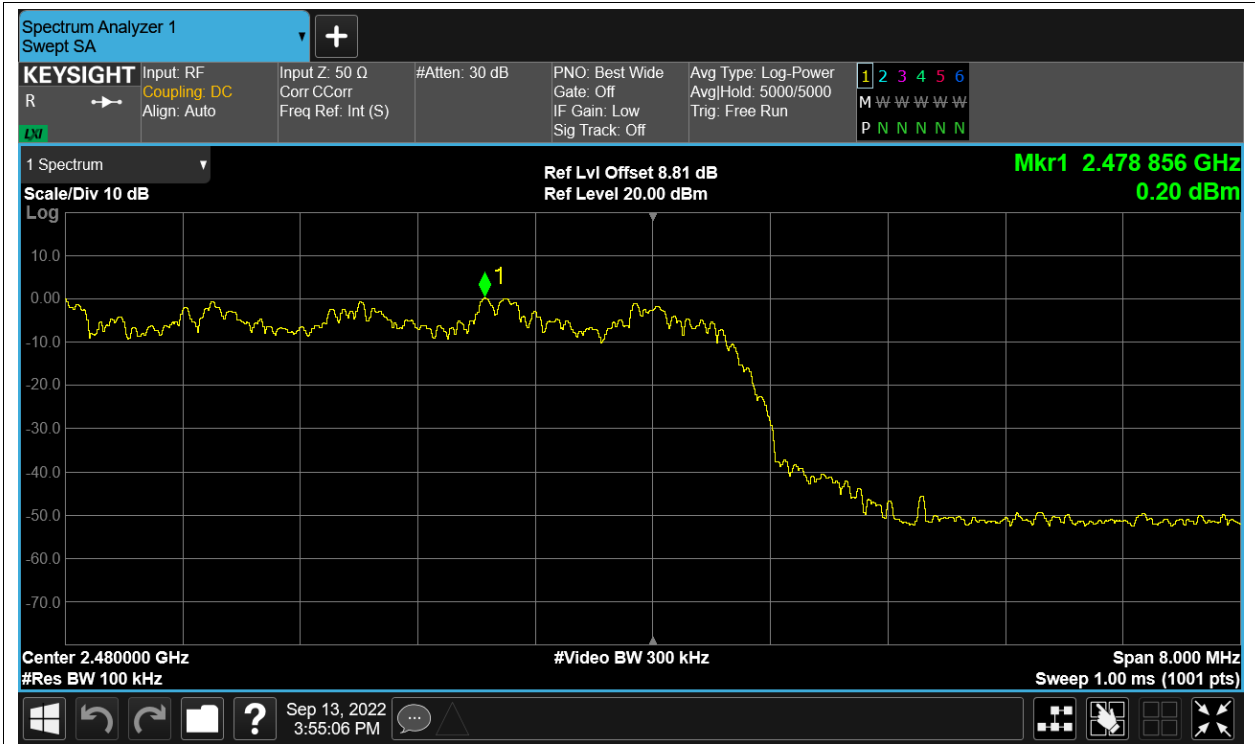 Spectrum Analyzer 1
Swept SA
KEYSIGHT
R
LXI
Input: RF
Coupling: DC
Align: Auto
Input Z: 50 Ω
Corr CCorr
Freq Ref: Int (S)
#Atten: 30 dB
PNO: Best Wide
Gate: Off
IF Gain: Low
Sig Track: Off
Avg Type: Log-Power
Avg|Hold: 5000/5000
Trig: Free Run
1 2 3 4 5 6
M W W W W W
P N N N N N
1 Spectrum
Scale/Div 10 dB
Log
Ref Lvl Offset 8.81 dB
Ref Level 20.00 dBm
Mkr1 2.478 856 GHz
0.20 dBm
10.0
0.00
-10.0
-20.0
-30.0
-40.0
-50.0
-60.0
-70.0
1
Center 2.480000 GHz
#Res BW 100 kHz
#Video BW 300 kHz
Span 8.000 MHz
Sweep 1.00 ms (1001 pts)
?
Sep 13, 2022
3:55:06 PM